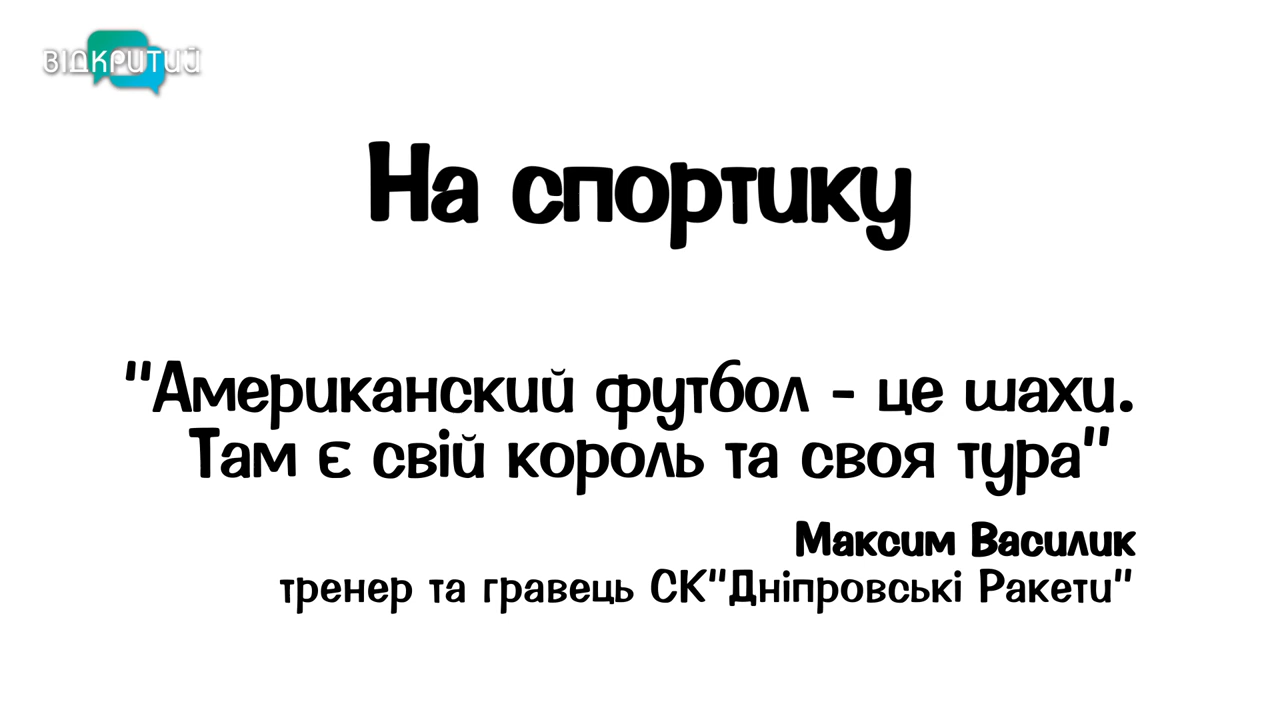 ВІДКРИТИЙ
На спортику
"Американский футбол - це шахи.
Там є свій король та своя тура"
Максим Василик
тренер та гравець СК"Дніпровські Ракети"